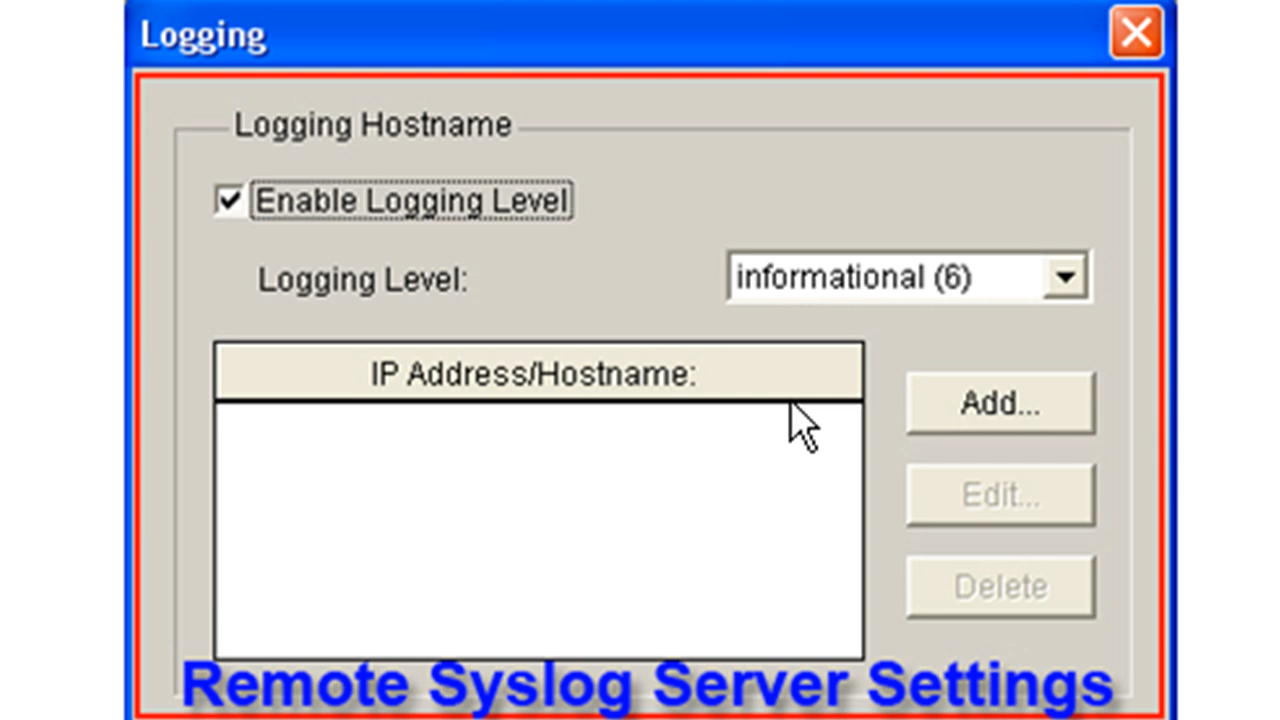 Logging
Logging Hostname
Enable Logging Level
Logging Level:
informational (6)
IP Address/Hostname:
Add...
Edit...
Delete
Remote Syslog Server Settings